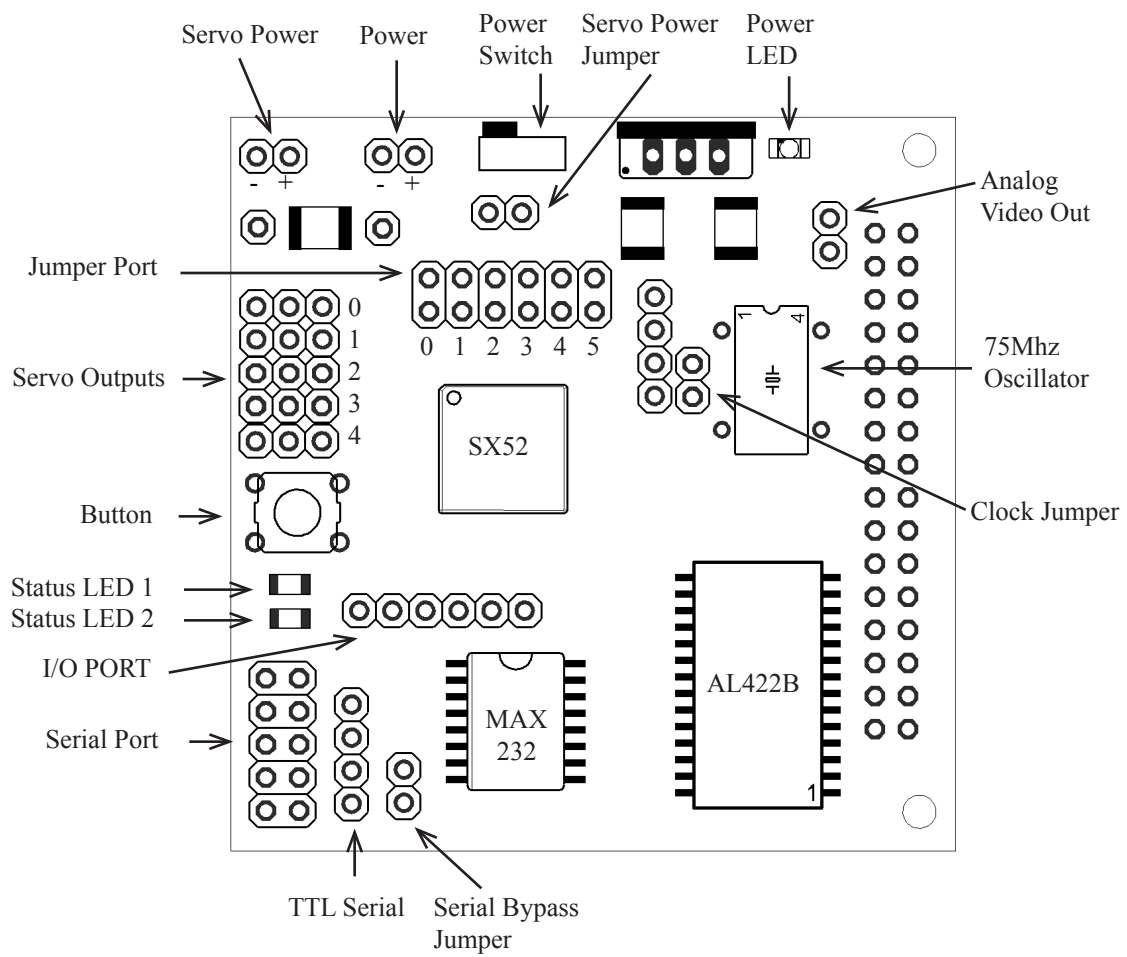 Servo Power
Power
Power
Switch
Servo Power
Jumper
Power
LED
- +
- +
Analog
Video Out
Jumper Port
0 1 2 3 4 5
0
1
2
3
4
Servo Outputs
1 4
75Mhz
Oscillator
SX52
Button
Clock Jumper
Status LED 1
Status LED 2
I/O PORT
AL422B
1
MAX
232
Serial Port
TTL Serial
Serial Bypass
Jumper